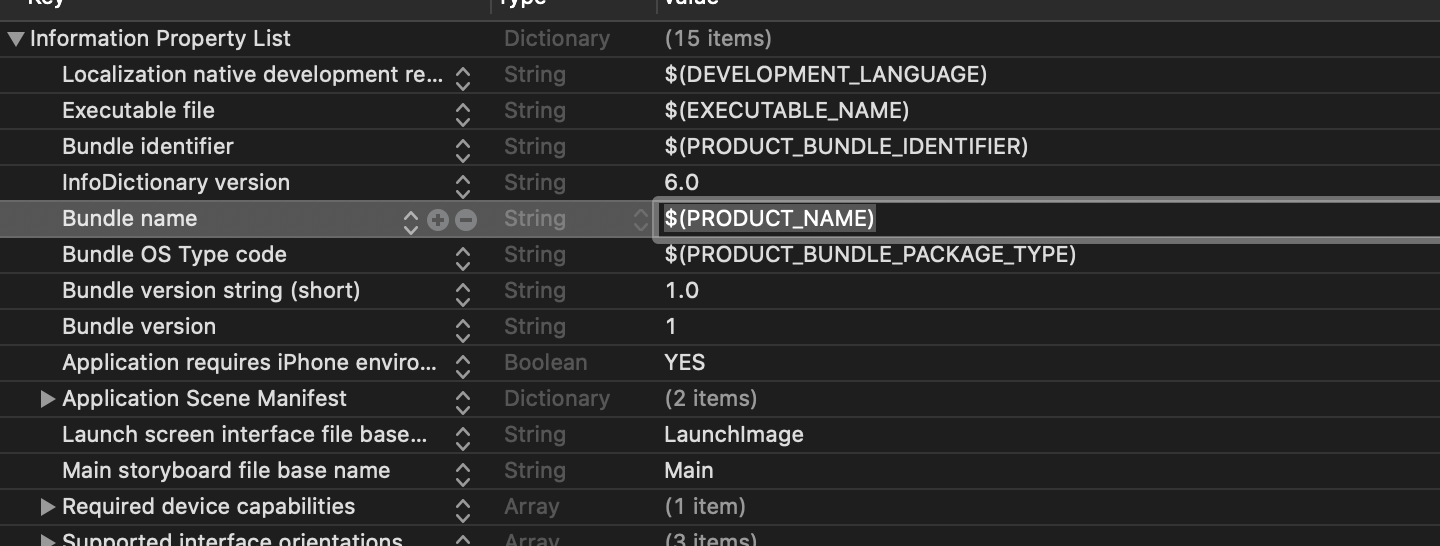 Key Type Value
Information Property List Dictionary (15 items)
Localization native development re... String $(DEVELOPMENT_LANGUAGE)
Executable file String $(EXECUTABLE_NAME)
Bundle identifier String $(PRODUCT_BUNDLE_IDENTIFIER)
InfoDictionary version String 6.0
Bundle name String $(PRODUCT_NAME)
Bundle OS Type code String $(PRODUCT_BUNDLE_PACKAGE_TYPE)
Bundle version string (short) String 1.0
Bundle version String 1
Application requires iPhone enviro... Boolean YES
Application Scene Manifest Dictionary (2 items)
Launch screen interface file base... String LaunchImage
Main storyboard file base name String Main
Required device capabilities Array (1 item)
Supported interface orientations Array (3 items)